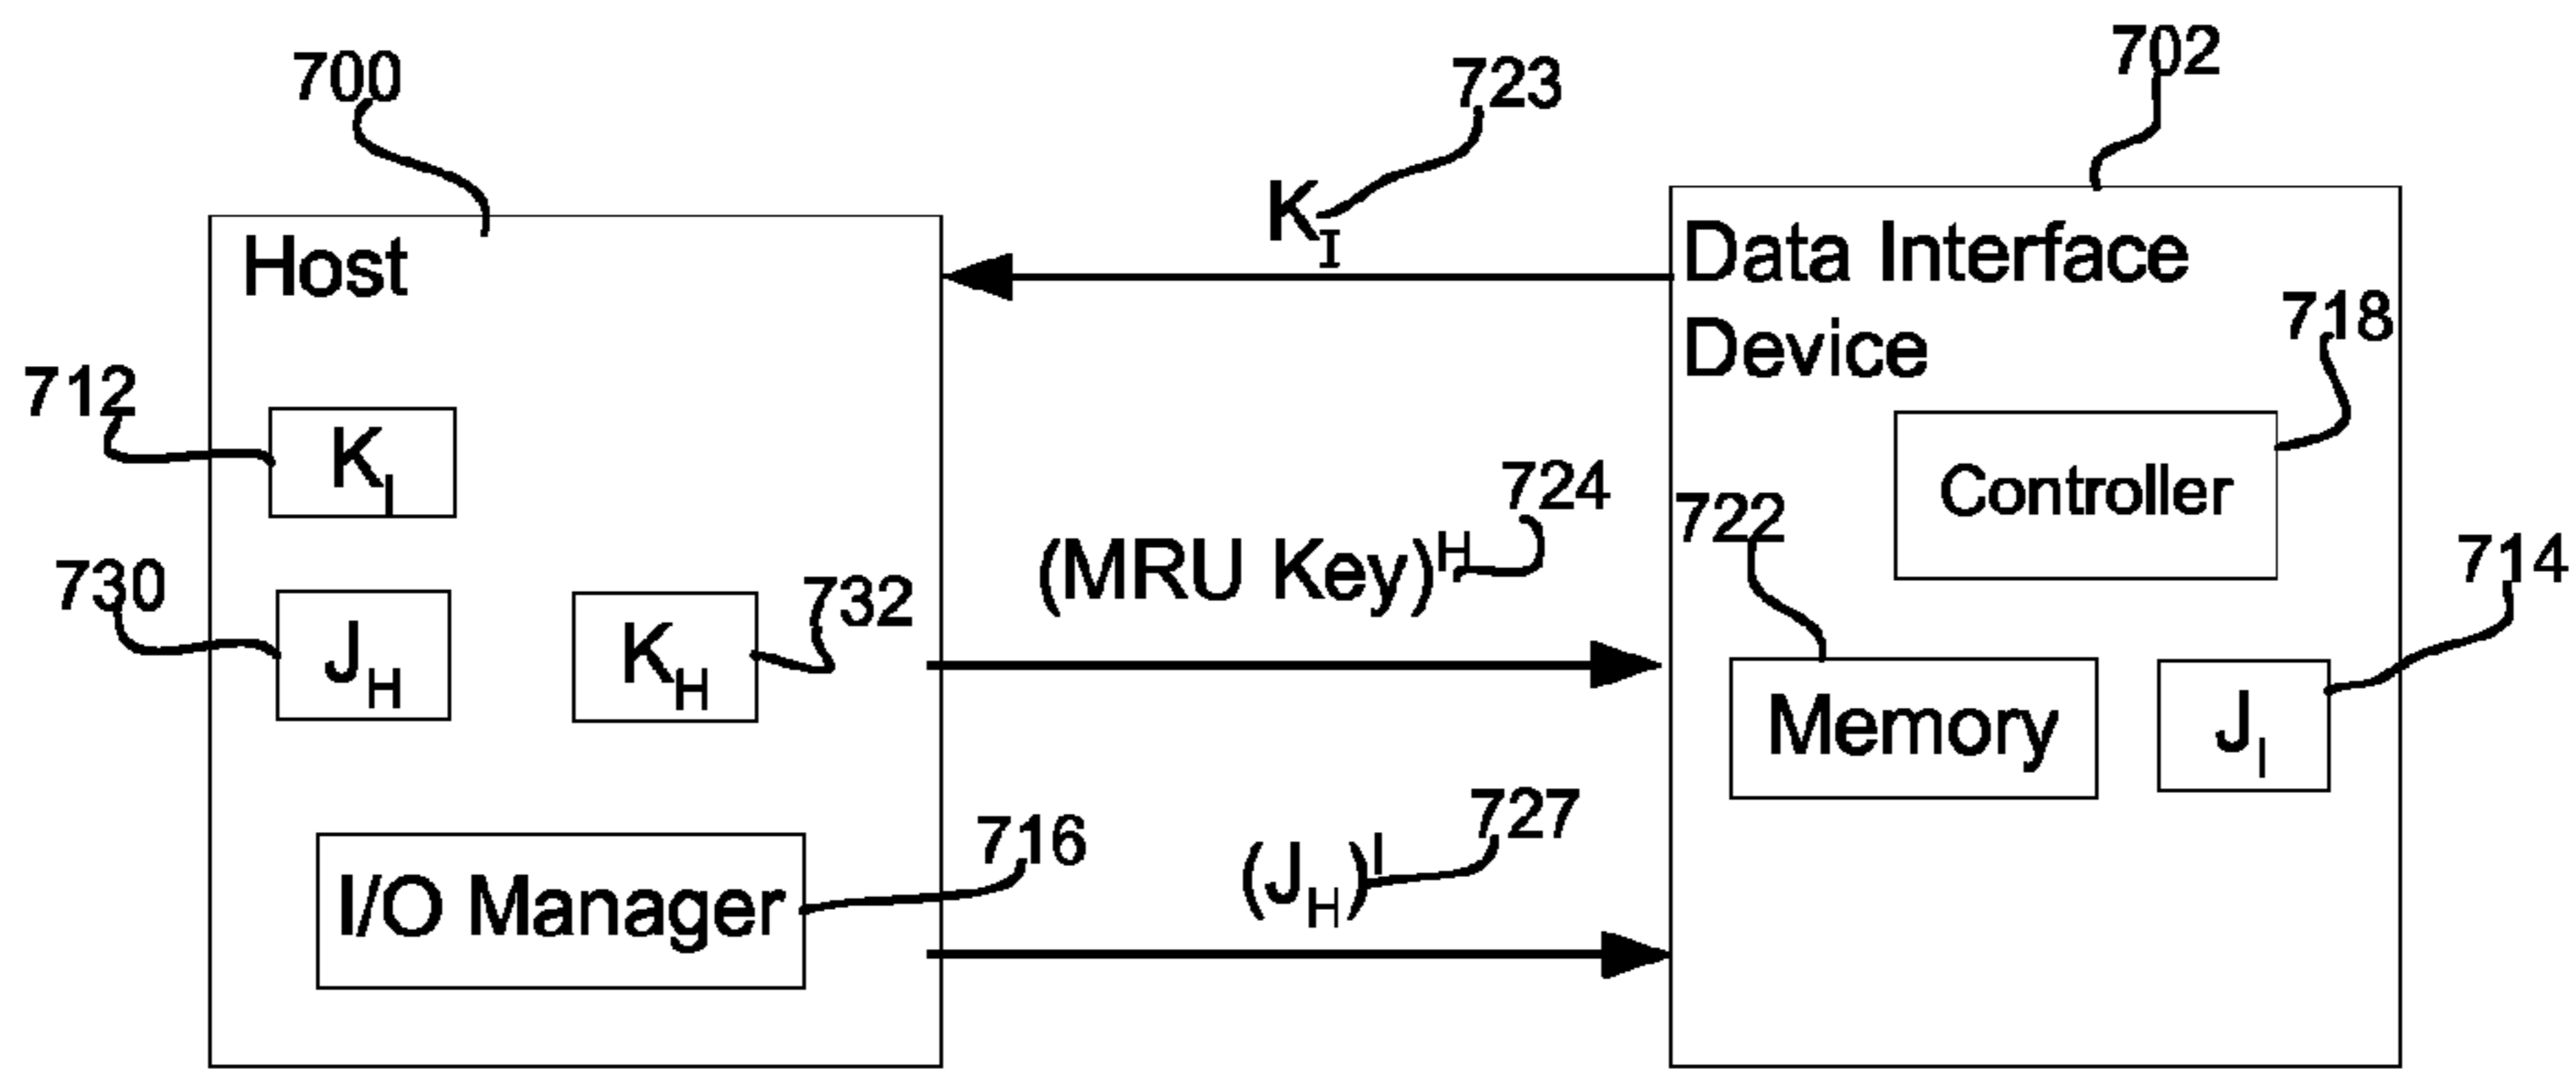 700
723
702
K_I
Host
Data Interface
Device
718
712
K_I
Controller
724
722
(MRU Key)^H
714
730
732
J_H
K_H
Memory
J_I
727
716
(J_H)^I
I/O Manager